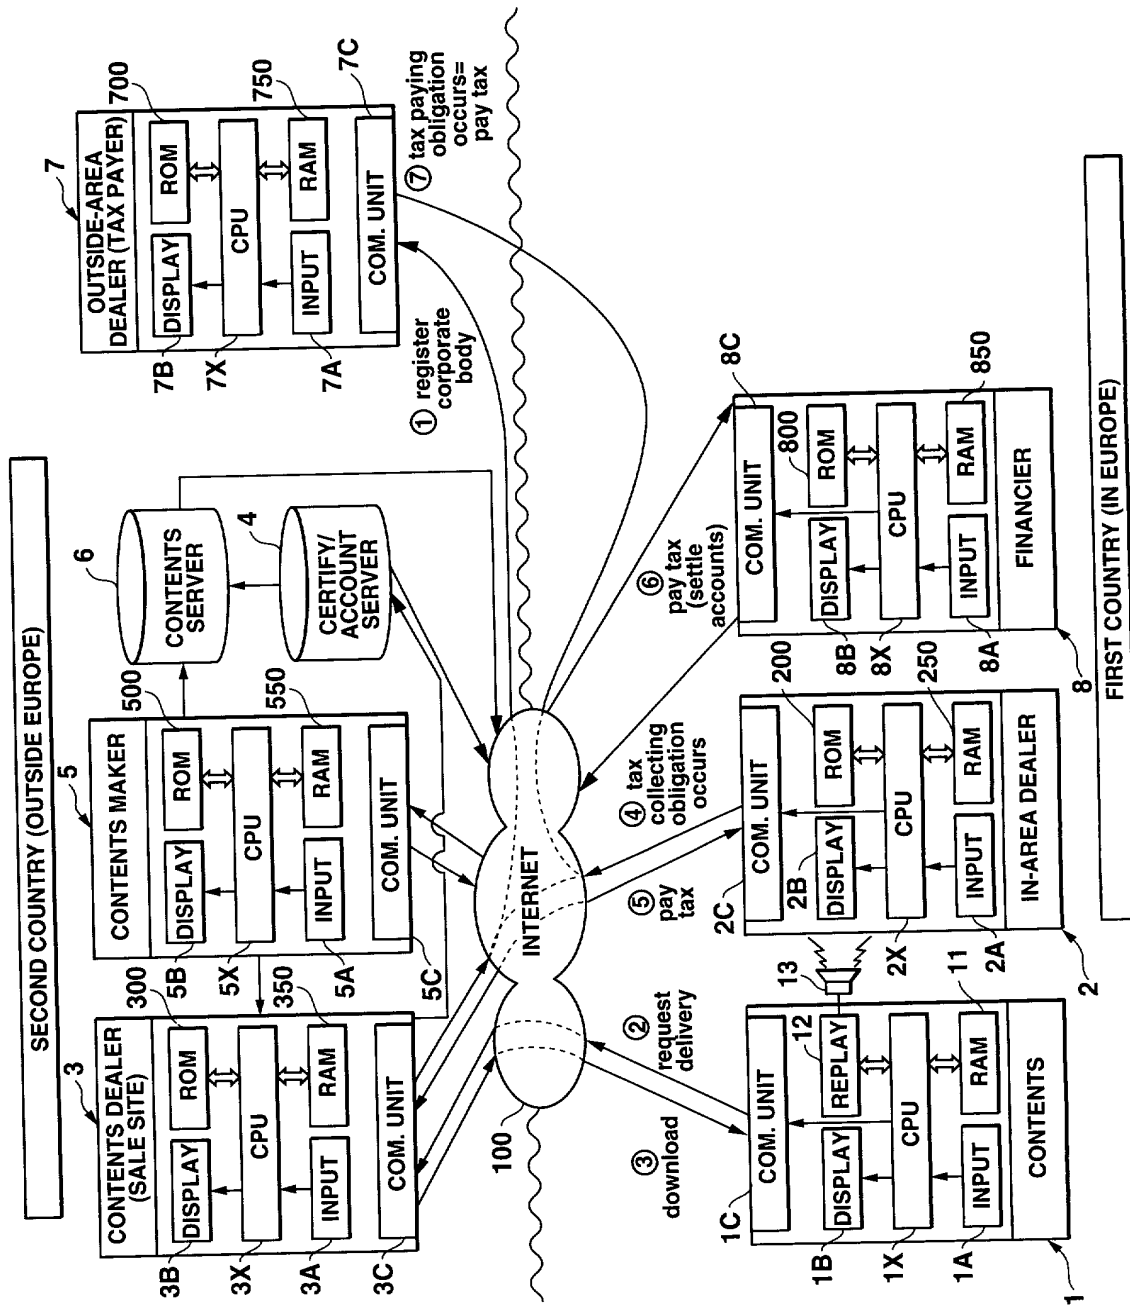 SECOND COUNTRY (OUTSIDE EUROPE)
3
CONTENTS DEALER
(SALE SITE)
300
ROM
DISPLAY
3B
CPU
3X
350
RAM
INPUT
3A
COM. UNIT
3C
5
CONTENTS MAKER
500
ROM
DISPLAY
5B
CPU
5X
550
RAM
INPUT
5A
COM. UNIT
5C
6
CONTENTS
SERVER
4
CERTIFY/
ACCOUNT
SERVER
7
OUTSIDE-AREA
DEALER (TAX PAYER)
700
ROM
DISPLAY
7B
CPU
7X
750
RAM
INPUT
7A
COM. UNIT
7C
① register
corporate
body
⑦ tax paying
obligation
occurs=
pay tax
INTERNET
100
③
download
②
request
delivery
⑤
pay
tax
④ tax
collecting
obligation
occurs
⑥
pay tax
(settle
accounts)
1C
COM. UNIT
12
REPLAY
13
DISPLAY
1B
CPU
1X
11
RAM
INPUT
1A
CONTENTS
1
2C
COM. UNIT
200
ROM
2B
DISPLAY
CPU
2X
250
RAM
INPUT
2A
IN-AREA DEALER
2
8C
COM. UNIT
800
ROM
DISPLAY
8B
CPU
8X
850
RAM
INPUT
8A
FINANCIER
8
FIRST COUNTRY (IN EUROPE)